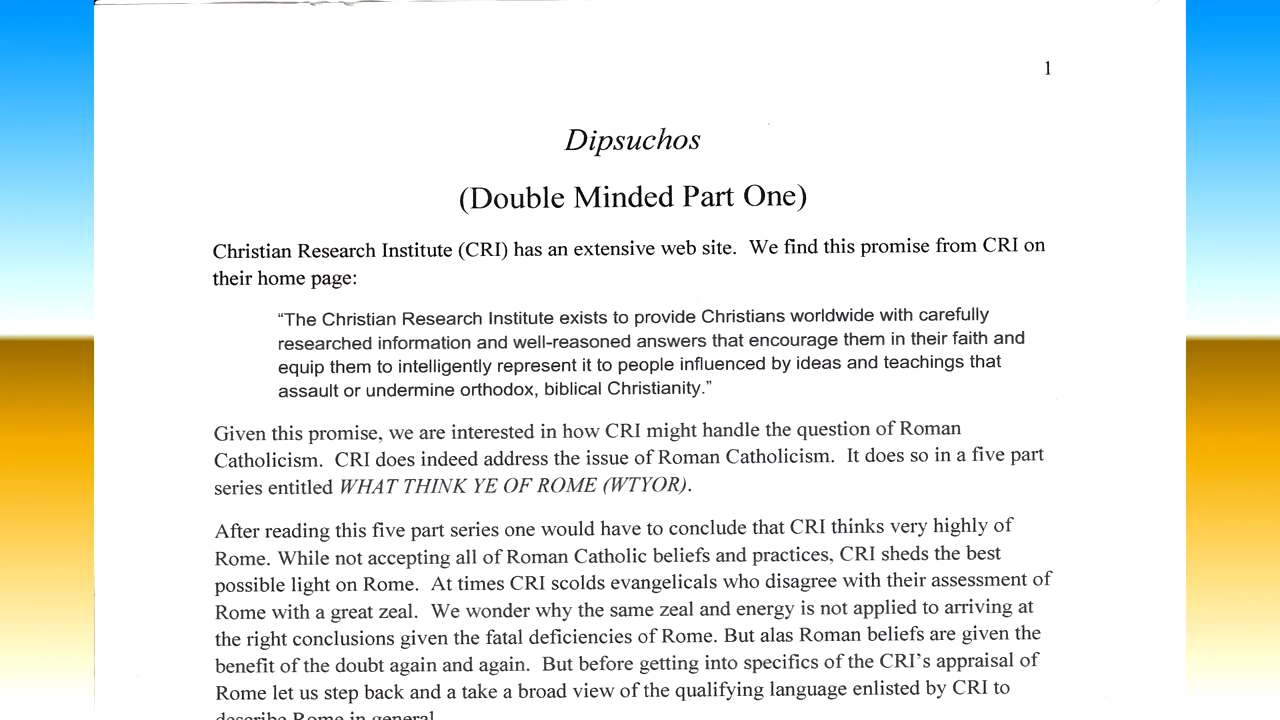 1
Dipsuchos
(Double Minded Part One)
Christian Research Institute (CRI) has an extensive web site.  We find this promise from CRI on
their home page:
“The Christian Research Institute exists to provide Christians worldwide with carefully
researched information and well-reasoned answers that encourage them in their faith and
equip them to intelligently represent it to people influenced by ideas and teachings that
assault or undermine orthodox, biblical Christianity.”
Given this promise, we are interested in how CRI might handle the question of Roman
Catholicism.  CRI does indeed address the issue of Roman Catholicism.  It does so in a five part
series entitled WHAT THINK YE OF ROME (WTYOR).
After reading this five part series one would have to conclude that CRI thinks very highly of
Rome. While not accepting all of Roman Catholic beliefs and practices, CRI sheds the best
possible light on Rome.  At times CRI scolds evangelicals who disagree with their assessment of
Rome with a great zeal.  We wonder why the same zeal and energy is not applied to arriving at
the right conclusions given the fatal deficiencies of Rome. But alas Roman beliefs are given the
benefit of the doubt again and again.  But before getting into specifics of the CRI’s appraisal of
Rome let us step back and a take a broad view of the qualifying language enlisted by CRI to
describe Rome in general